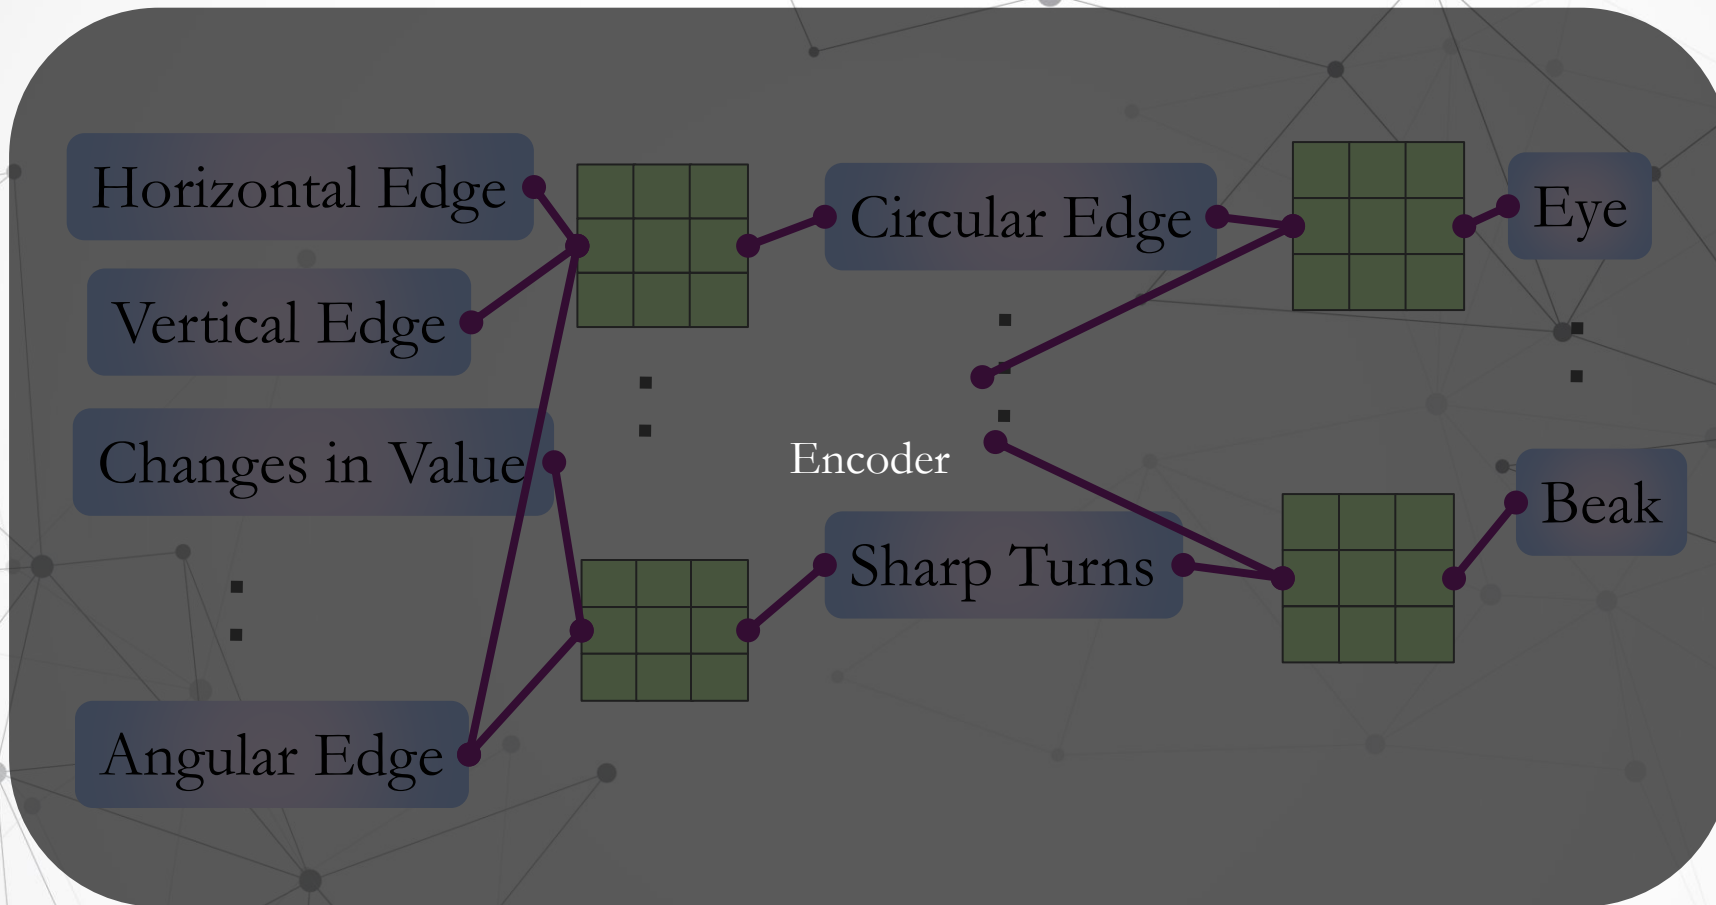 Horizontal Edge
Vertical Edge
Changes in Value
Angular Edge
Circular Edge
Encoder
Sharp Turns
Eye
Beak